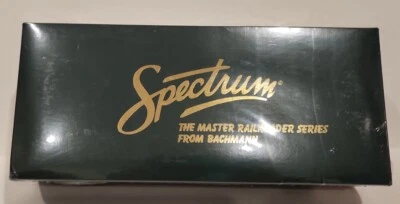 Spectrum®
THE MASTER RAILROADER SERIES
FROM BACHMANN